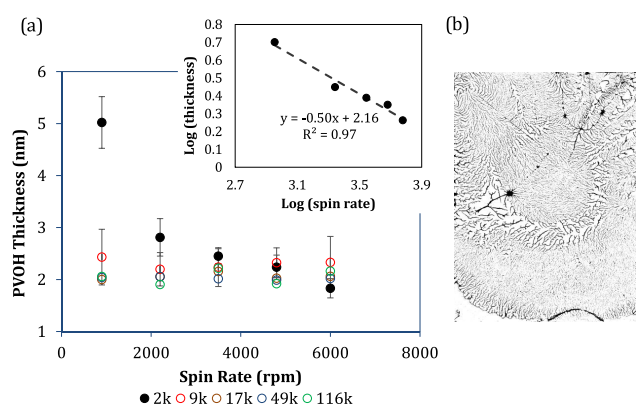 (a)
(b)
0.8
0.7
0.6
0.5
0.4
0.3
0.2
0.1
0
Log (thickness)
y = -0.50x + 2.16
R² = 0.97
2.7 3.1 3.5 3.9
Log (spin rate)
6
5
4
3
2
1
PVOH Thickness (nm)
0 2000 4000 6000 8000
Spin Rate (rpm)
2k 9k 17k 49k 116k